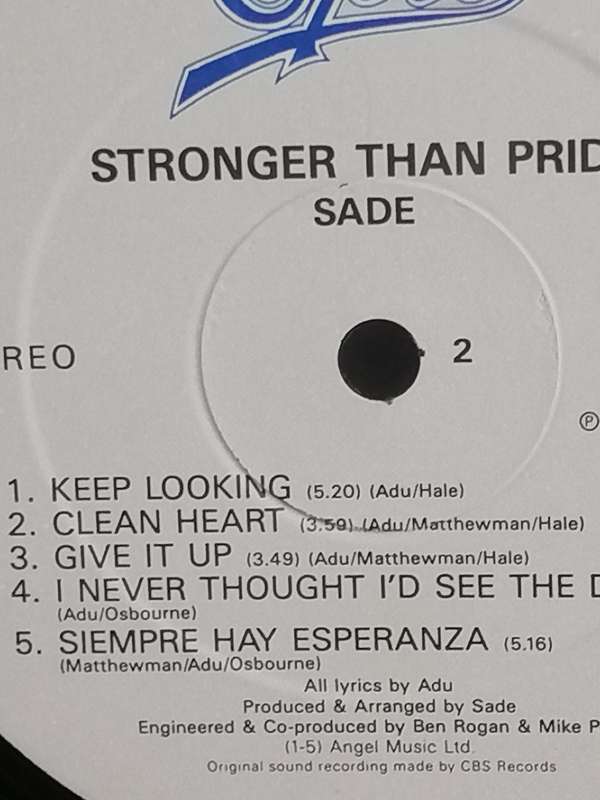 STRONGER THAN PRID
SADE
REO
2
℗
1. KEEP LOOKING (5.20) (Adu/Hale)
2. CLEAN HEART (3.59) (Adu/Matthewman/Hale)
3. GIVE IT UP (3.49) (Adu/Matthewman/Hale)
4. I NEVER THOUGHT I'D SEE THE D
(Adu/Osbourne)
5. SIEMPRE HAY ESPERANZA (5.16)
(Matthewman/Adu/Osbourne)
All lyrics by Adu
Produced & Arranged by Sade
Engineered & Co-produced by Ben Rogan & Mike P
(1-5) Angel Music Ltd.
Original sound recording made by CBS Records